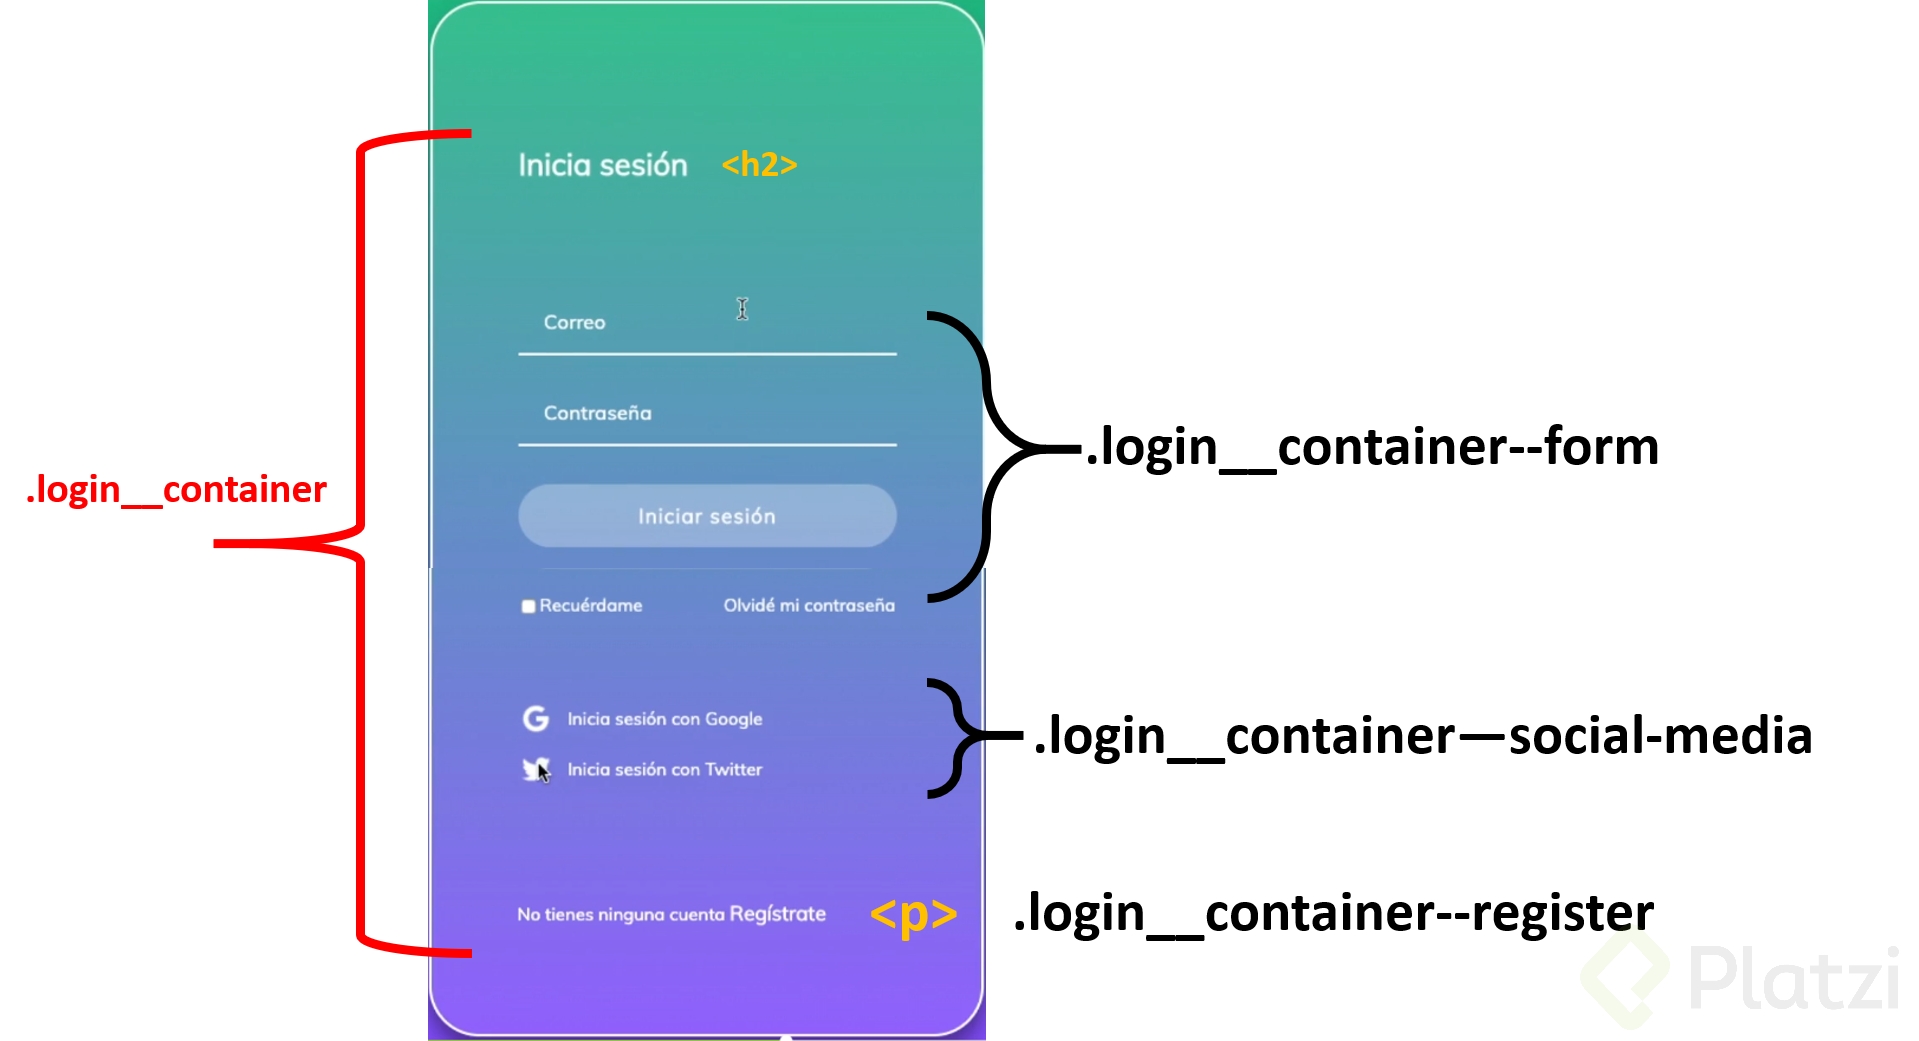 Inicia sesión <h2>
Correo
Contraseña
.login__container--form
.login__container
Iniciar sesión
Recuérdame Olvidé mi contraseña
Inicia sesión con Google
.login__container—social-media
Inicia sesión con Twitter
No tienes ninguna cuenta Regístrate <p> .login__container--register
Platzi